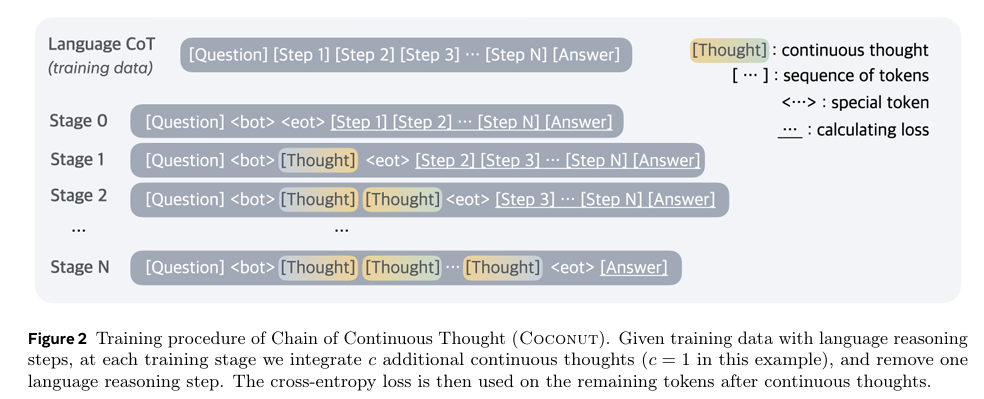 Language CoT
(training data)
[Question] [Step 1] [Step 2] [Step 3] ⋯ [Step N] [Answer]
[Thought] : continuous thought
[ ⋯ ] : sequence of tokens
<⋯> : special token
⋯ : calculating loss
Stage 0
[Question] <bot> <eot> [Step 1] [Step 2] ⋯ [Step N] [Answer]
Stage 1
[Question] <bot> [Thought] <eot> [Step 2] [Step 3] ⋯ [Step N] [Answer]
Stage 2
[Question] <bot> [Thought] [Thought] <eot> [Step 3] ⋯ [Step N] [Answer]
⋯
⋯
Stage N
[Question] <bot> [Thought] [Thought] ⋯ [Thought] <eot> [Answer]
Figure 2 Training procedure of Chain of Continuous Thought (COCONUT). Given training data with language reasoning
steps, at each training stage we integrate c additional continuous thoughts (c = 1 in this example), and remove one
language reasoning step. The cross-entropy loss is then used on the remaining tokens after continuous thoughts.